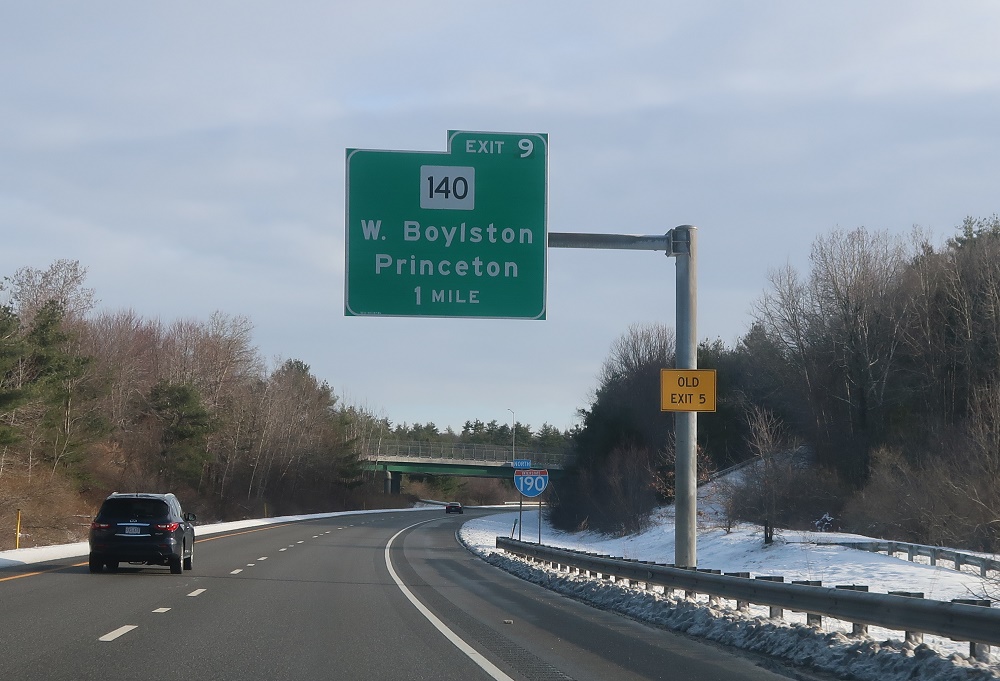 EXIT 9
140
W. Boylston
Princeton
1 MILE
OLD
EXIT 5
NORTH
190